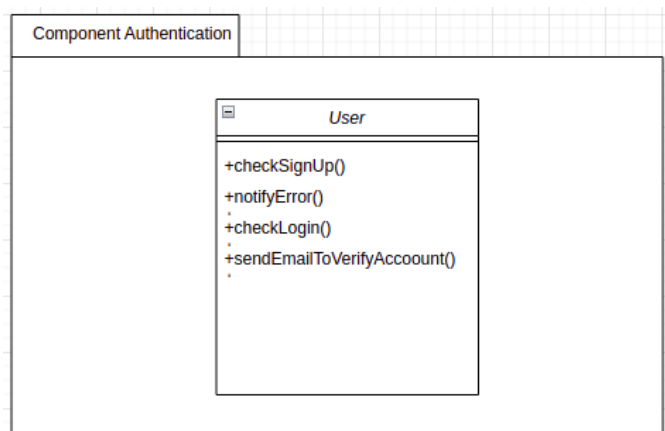 Component Authentication
User
+checkSignUp()
+notifyError()
+checkLogin()
+sendEmailToVerifyAccoount()